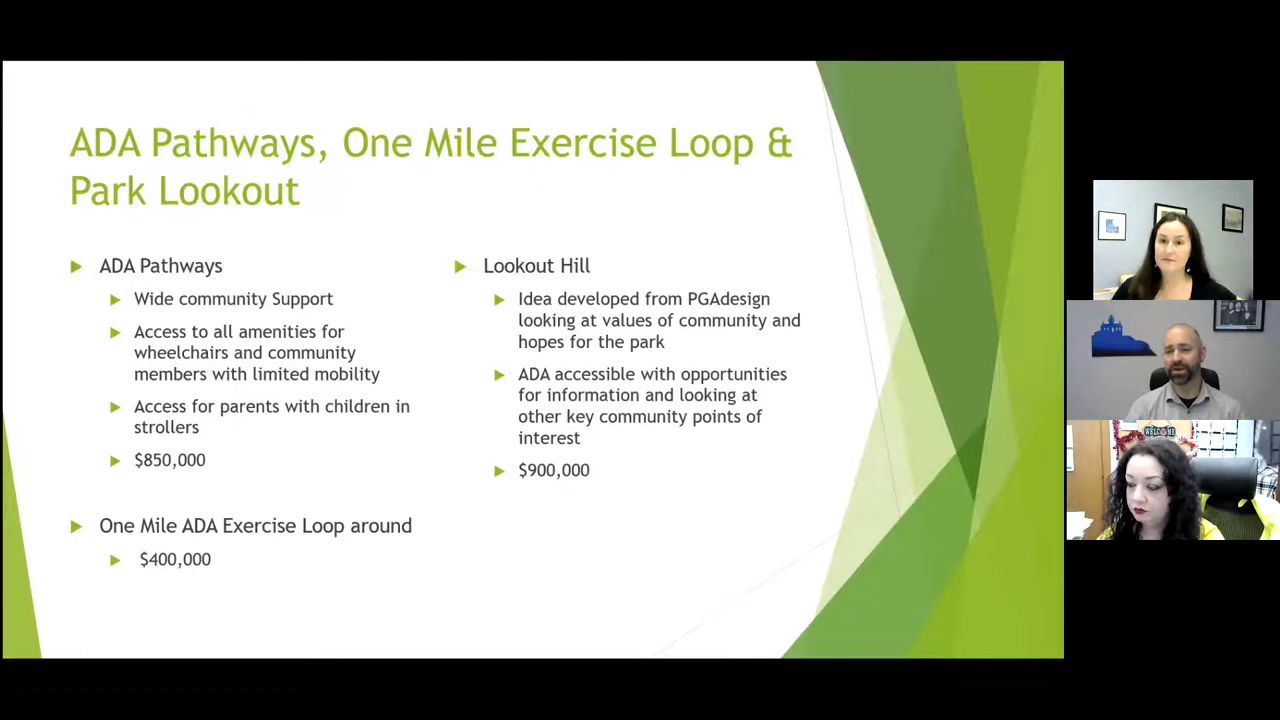 ADA Pathways, One Mile Exercise Loop &
Park Lookout
ADA Pathways
Wide community Support
Access to all amenities for
wheelchairs and community
members with limited mobility
Access for parents with children in
strollers
$850,000
One Mile ADA Exercise Loop around
$400,000
Lookout Hill
Idea developed from PGAdesign
looking at values of community and
hopes for the park
ADA accessible with opportunities
for information and looking at
other key community points of
interest
$900,000
WELCOME